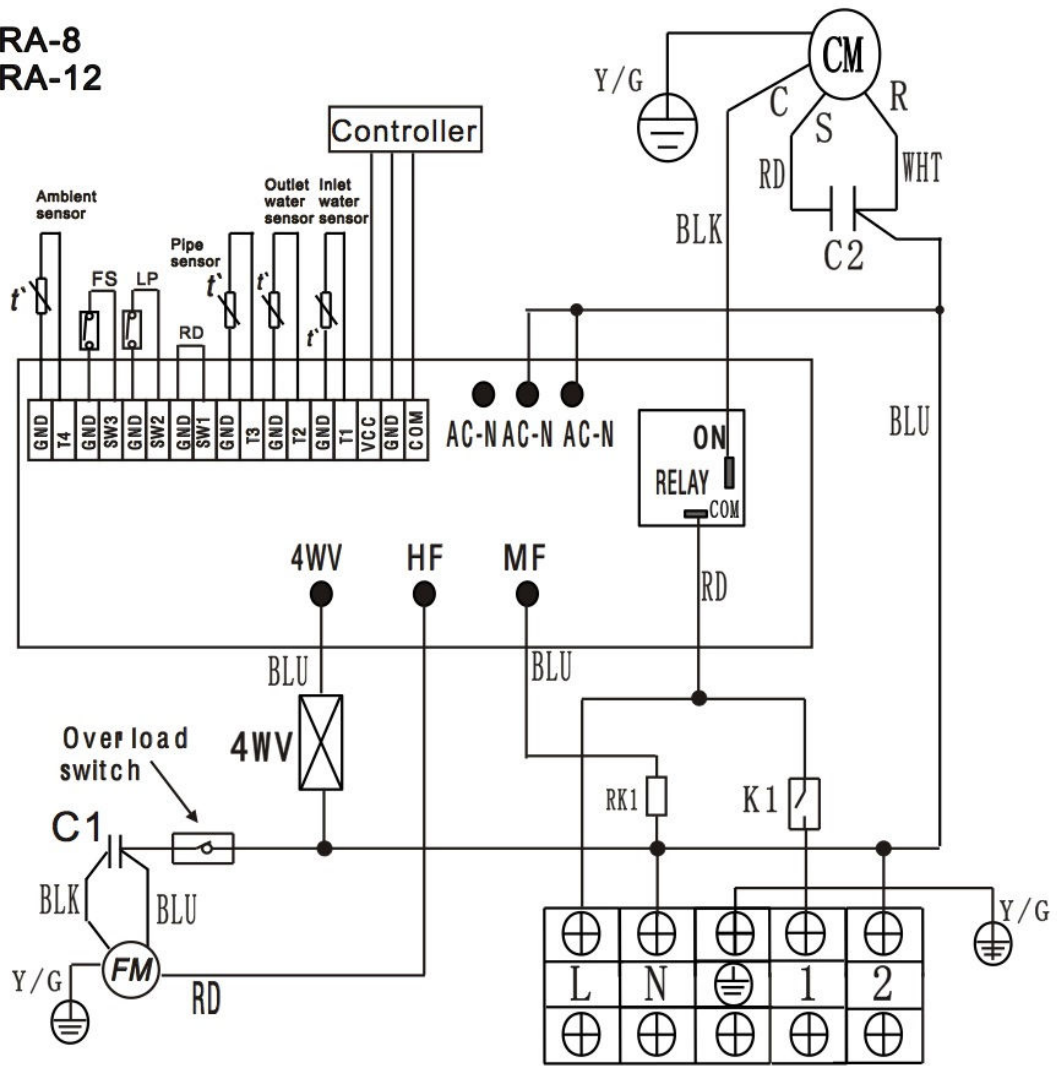 RA-8
RA-12
Controller
Y/G
CM
C
S
R
RD
WHT
C2
BLK
BLU
Ambient
sensor
Outlet
water
sensor
Inlet
water
sensor
Pipe
sensor
t`
t`
t`
t`
FS
LP
RD
GND
T4
GND
SW3
GND
SW2
GND
SW1
GND
T3
GND
T2
GND
T1
VCC
GND
COM
AC-N
AC-N
AC-N
ON
RELAY
COM
4WV
HF
MF
RD
BLU
BLU
4WV
Overload
switch
RK1
K1
C1
BLK
BLU
Y/G
FM
RD
Y/G
L
N
1
2